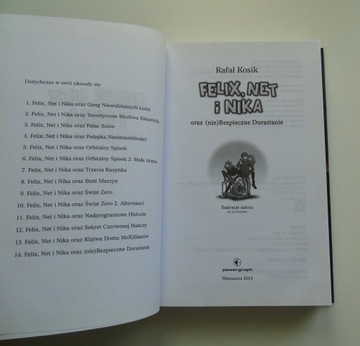 Dotychczas w serii ukazały się:
1. Felix, Net i Nika oraz Gang Niewidzialnych Ludzi
2. Felix, Net i Nika oraz Teoretycznie Możliwa Katastrofa
3. Felix, Net i Nika oraz Pałac Snów
4. Felix, Net i Nika oraz Pułapka Nieśmiertelności
5. Felix, Net i Nika oraz Orbitalny Spisek
6. Felix, Net i Nika oraz Orbitalny Spisek 2. Mała Armia
7. Felix, Net i Nika oraz Trzecia Kuzynka
8. Felix, Net i Nika oraz Bunt Maszyn
9. Felix, Net i Nika oraz Świat Zero
10. Felix, Net i Nika oraz Świat Zero 2. Alternauci
11. Felix, Net i Nika oraz Nadprogramowe Historie
12. Felix, Net i Nika oraz Sekret Czerwonej Hańczy
13. Felix, Net i Nika oraz Klątwa Domu McKillianów
14. Felix, Net i Nika oraz (nie)Bezpieczne Dorastanie
Rafał Kosik
FELIX, NET
i NIKA
oraz (nie)Bezpieczne Dorastanie
Ilustracje autora
powergraph
Warszawa 2015